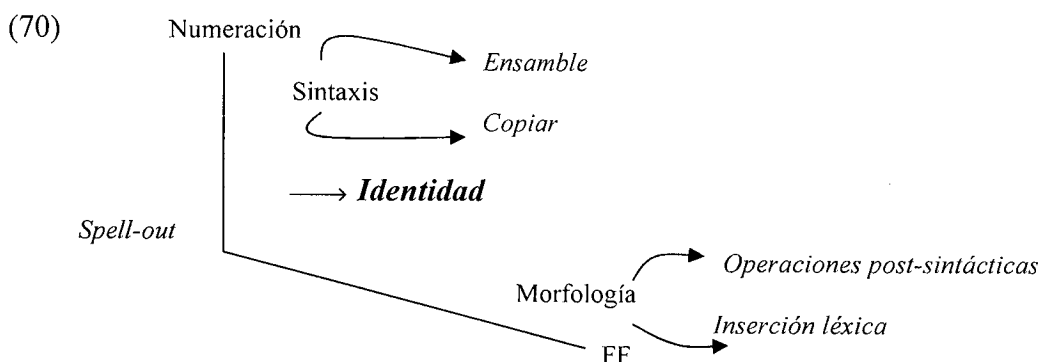 (70) Numeración
Ensamble
Sintaxis
Copiar
Identidad
Spell-out
Operaciones post-sintácticas
Morfología
Inserción léxica
FF